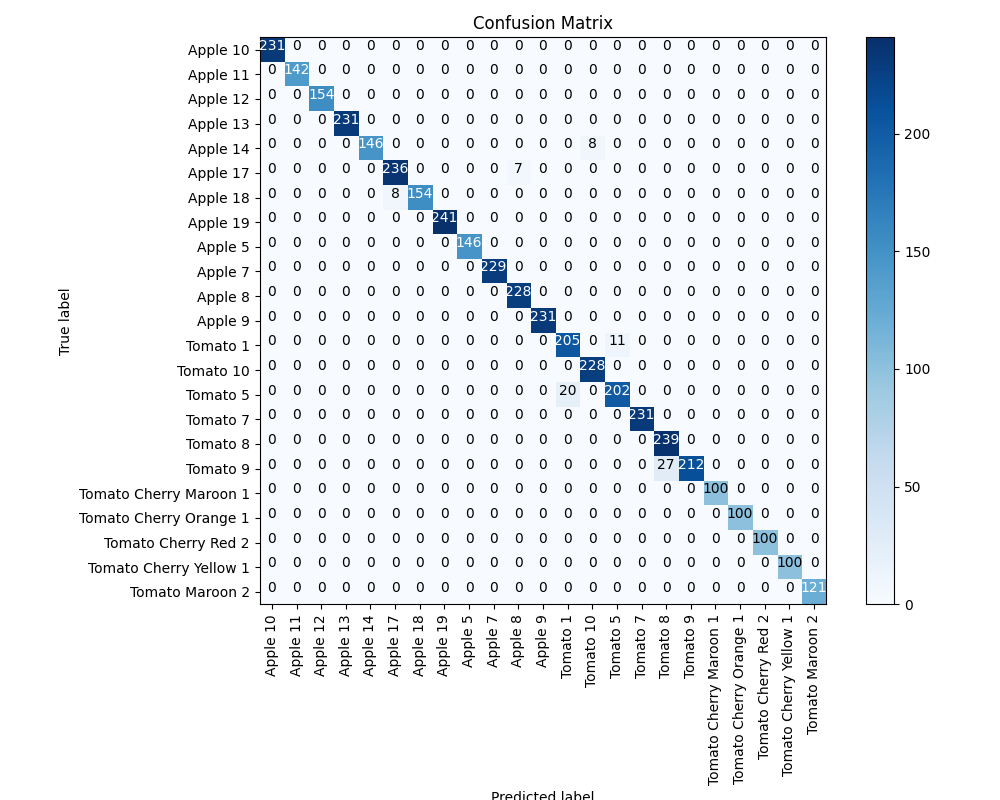 Confusion Matrix
Apple 10 231 0 0 0 0 0 0 0 0 0 0 0 0 0 0 0 0 0 0 0 0 0 0
Apple 11 0 142 0 0 0 0 0 0 0 0 0 0 0 0 0 0 0 0 0 0 0 0 0
Apple 12 0 0 154 0 0 0 0 0 0 0 0 0 0 0 0 0 0 0 0 0 0 0 0
Apple 13 0 0 0 231 0 0 0 0 0 0 0 0 0 0 0 0 0 0 0 0 0 0 0
Apple 14 0 0 0 0 146 0 0 0 0 0 0 0 0 8 0 0 0 0 0 0 0 0 0
Apple 17 0 0 0 0 0 236 0 0 0 0 7 0 0 0 0 0 0 0 0 0 0 0 0
Apple 18 0 0 0 0 0 8 154 0 0 0 0 0 0 0 0 0 0 0 0 0 0 0 0
Apple 19 0 0 0 0 0 0 0 241 0 0 0 0 0 0 0 0 0 0 0 0 0 0 0
Apple 5 0 0 0 0 0 0 0 0 146 0 0 0 0 0 0 0 0 0 0 0 0 0 0
Apple 7 0 0 0 0 0 0 0 0 0 229 0 0 0 0 0 0 0 0 0 0 0 0 0
Apple 8 0 0 0 0 0 0 0 0 0 0 228 0 0 0 0 0 0 0 0 0 0 0 0
Apple 9 0 0 0 0 0 0 0 0 0 0 0 231 0 0 0 0 0 0 0 0 0 0 0
Tomato 1 0 0 0 0 0 0 0 0 0 0 0 0 205 0 11 0 0 0 0 0 0 0 0
Tomato 10 0 0 0 0 0 0 0 0 0 0 0 0 0 228 0 0 0 0 0 0 0 0 0
Tomato 5 0 0 0 0 0 0 0 0 0 0 0 0 20 0 202 0 0 0 0 0 0 0 0
Tomato 7 0 0 0 0 0 0 0 0 0 0 0 0 0 0 0 231 0 0 0 0 0 0 0
Tomato 8 0 0 0 0 0 0 0 0 0 0 0 0 0 0 0 0 239 0 0 0 0 0 0
Tomato 9 0 0 0 0 0 0 0 0 0 0 0 0 0 0 0 0 27 212 0 0 0 0 0
Tomato Cherry Maroon 1 0 0 0 0 0 0 0 0 0 0 0 0 0 0 0 0 0 0 100 0 0 0 0
Tomato Cherry Orange 1 0 0 0 0 0 0 0 0 0 0 0 0 0 0 0 0 0 0 0 100 0 0 0
Tomato Cherry Red 2 0 0 0 0 0 0 0 0 0 0 0 0 0 0 0 0 0 0 0 0 100 0 0
Tomato Cherry Yellow 1 0 0 0 0 0 0 0 0 0 0 0 0 0 0 0 0 0 0 0 0 0 100 0
Tomato Maroon 2 0 0 0 0 0 0 0 0 0 0 0 0 0 0 0 0 0 0 0 0 0 0 121
True label
Apple 10
Apple 11
Apple 12
Apple 13
Apple 14
Apple 17
Apple 18
Apple 19
Apple 5
Apple 7
Apple 8
Apple 9
Tomato 1
Tomato 10
Tomato 5
Tomato 7
Tomato 8
Tomato 9
Tomato Cherry Maroon 1
Tomato Cherry Orange 1
Tomato Cherry Red 2
Tomato Cherry Yellow 1
Tomato Maroon 2
Predicted label
200
150
100
50
0